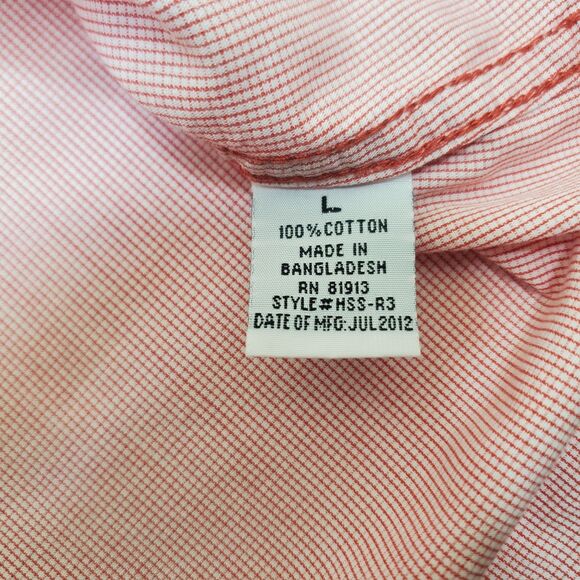 L
100%COTTON
MADE IN
BANGLADESH
RN 81913
STYLE#HSS-R3
DATE OF MFG:JUL2012